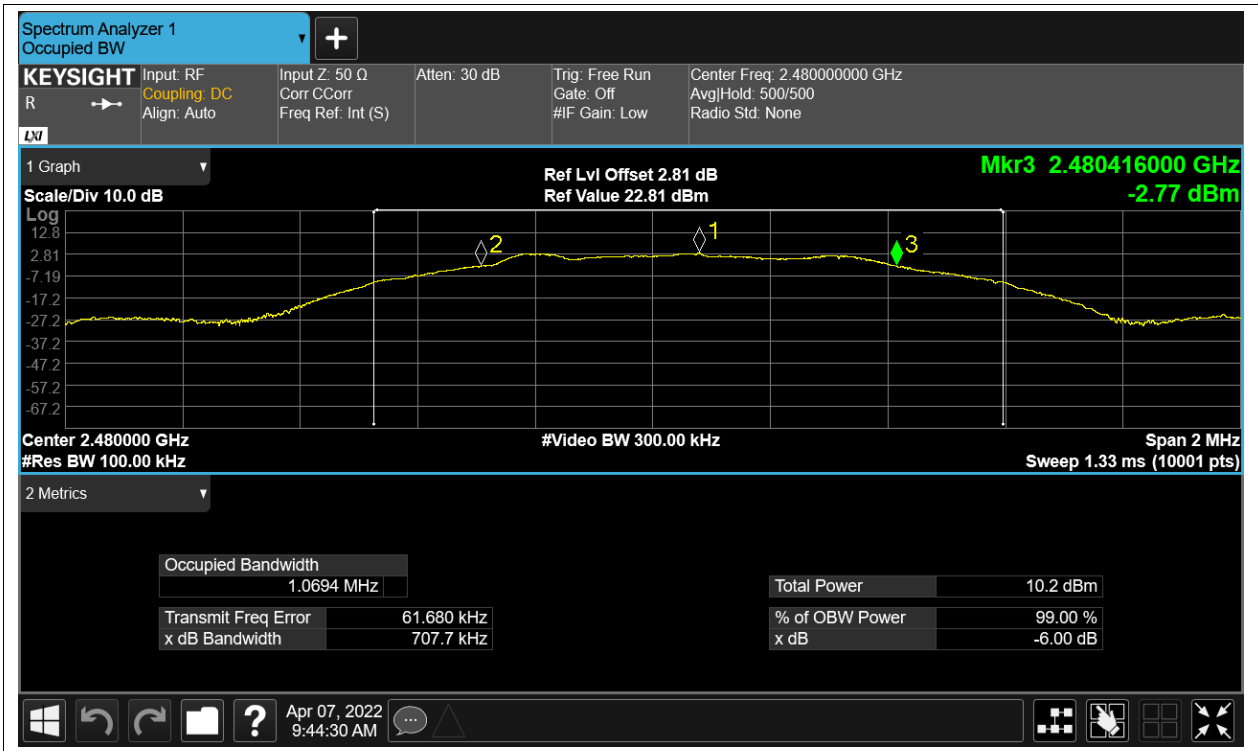 Spectrum Analyzer 1
Occupied BW
KEYSIGHT
R
LXI
Input: RF
Coupling: DC
Align: Auto
Input Z: 50 Ω
Corr CCorr
Freq Ref: Int (S)
Atten: 30 dB
Trig: Free Run
Gate: Off
#IF Gain: Low
Center Freq: 2.480000000 GHz
Avg|Hold: 500/500
Radio Std: None
1 Graph
Scale/Div 10.0 dB
Ref Lvl Offset 2.81 dB
Ref Value 22.81 dBm
Mkr3 2.480416000 GHz
-2.77 dBm
Log
12.8
2.81
-7.19
-17.2
-27.2
-37.2
-47.2
-57.2
-67.2
2
1
3
Center 2.480000 GHz
#Res BW 100.00 kHz
#Video BW 300.00 kHz
Span 2 MHz
Sweep 1.33 ms (10001 pts)
2 Metrics
Occupied Bandwidth
1.0694 MHz
Transmit Freq Error 61.680 kHz
x dB Bandwidth 707.7 kHz
Total Power 10.2 dBm
% of OBW Power 99.00 %
x dB -6.00 dB
?
Apr 07, 2022
9:44:30 AM